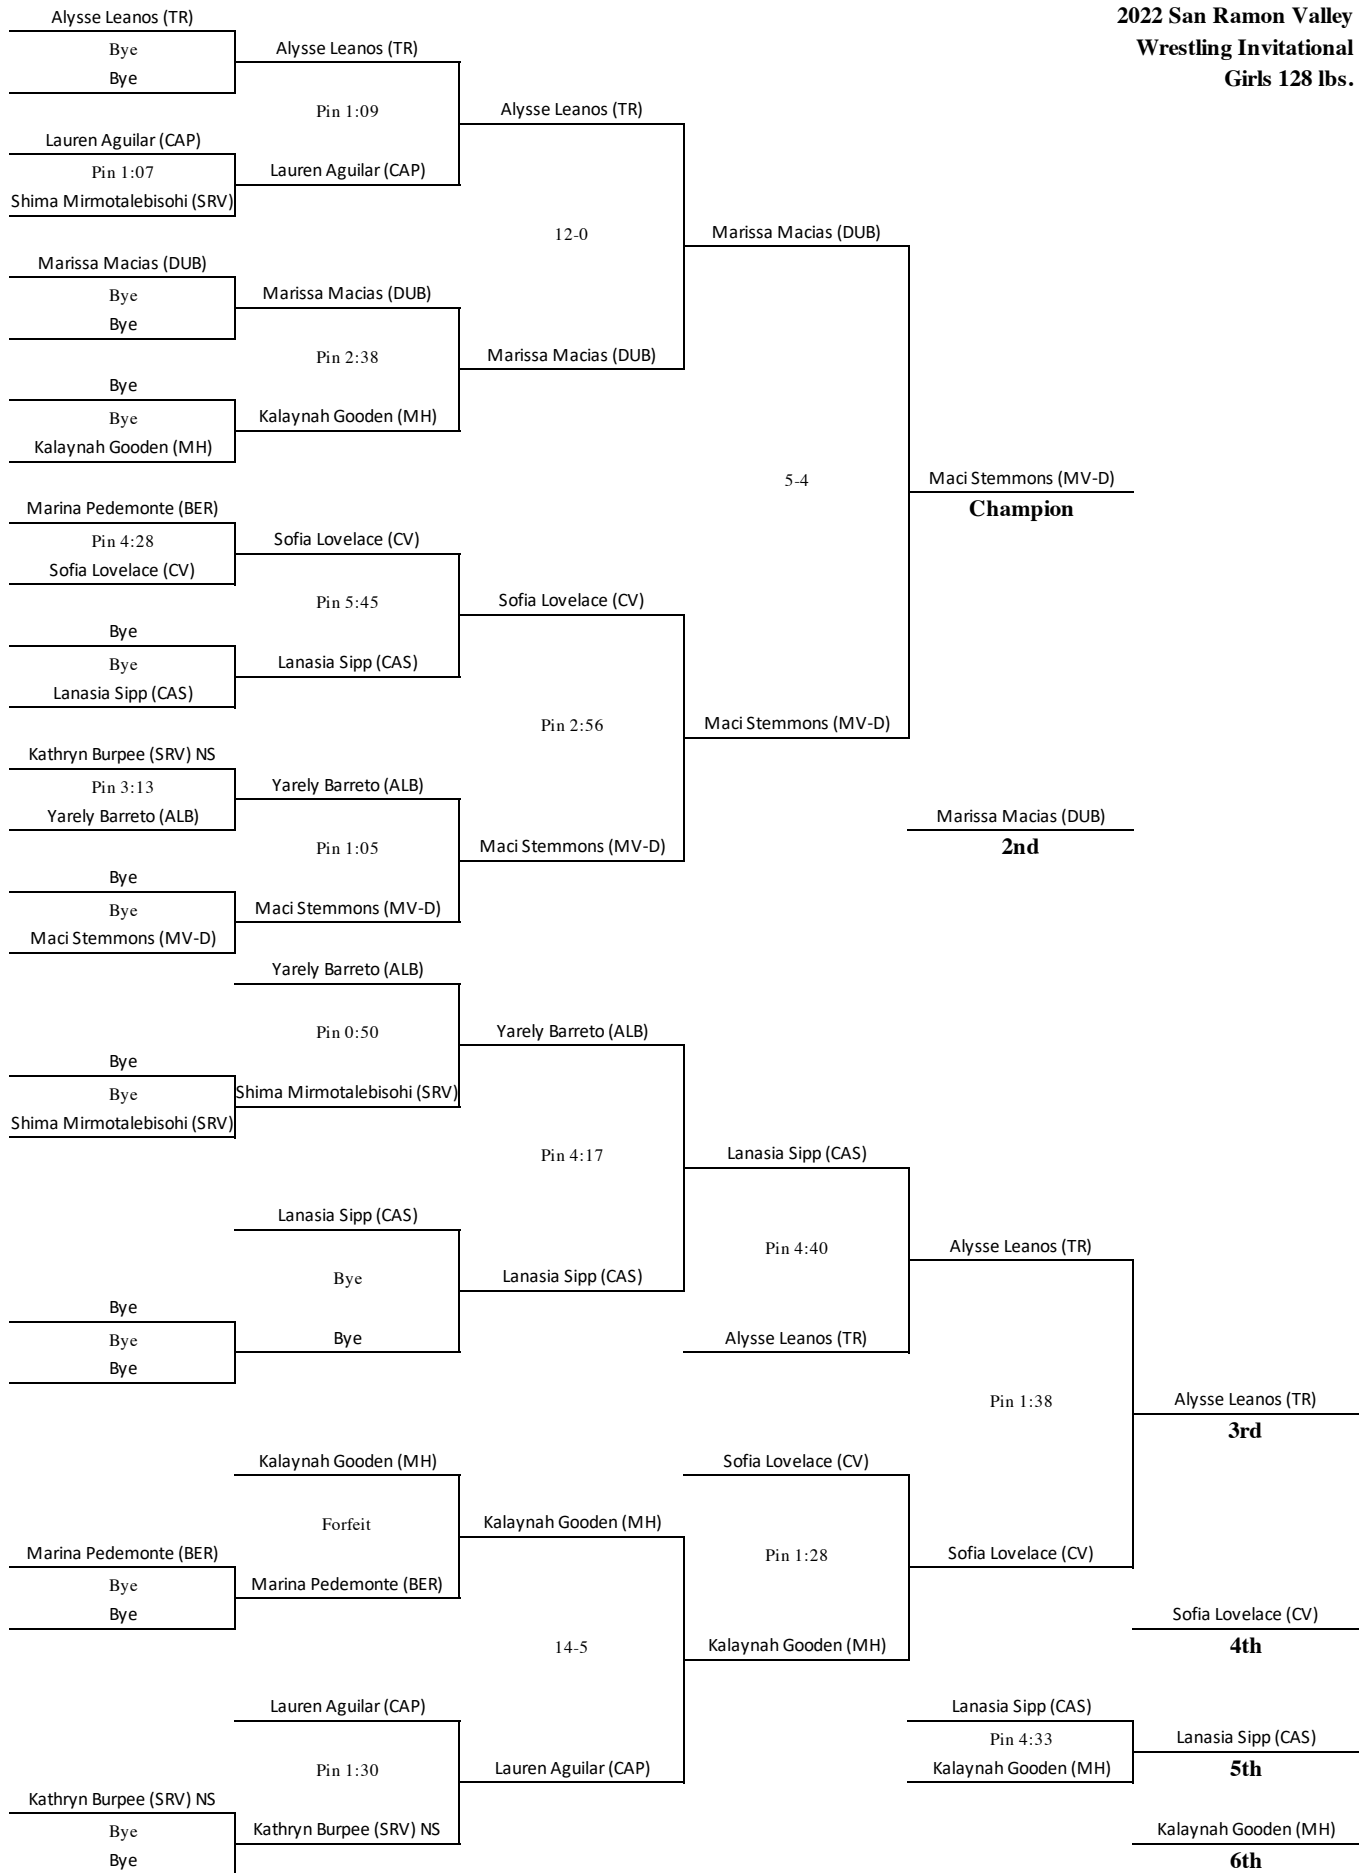 Alysse Leanos (TR)
2022 San Ramon Valley
Bye
Alysse Leanos (TR)
Wrestling Invitational
Bye
Girls 128 lbs.
Pin 1:09
Alysse Leanos (TR)
Lauren Aguilar (CAP)
Pin 1:07
Lauren Aguilar (CAP)
Shima Mirmotalebisohi (SRV)
12-0
Marissa Macias (DUB)
Marissa Macias (DUB)
Bye
Marissa Macias (DUB)
Bye
Pin 2:38
Marissa Macias (DUB)
Bye
Bye
Kalaynah Gooden (MH)
Kalaynah Gooden (MH)
5-4
Maci Stemmons (MV-D)
Champion
Marina Pedemonte (BER)
Pin 4:28
Sofia Lovelace (CV)
Sofia Lovelace (CV)
Pin 5:45
Sofia Lovelace (CV)
Bye
Bye
Lanasia Sipp (CAS)
Lanasia Sipp (CAS)
Pin 2:56
Maci Stemmons (MV-D)
Kathryn Burpee (SRV) NS
Pin 3:13
Yarely Barreto (ALB)
Yarely Barreto (ALB)
Marissa Macias (DUB)
2nd
Pin 1:05
Maci Stemmons (MV-D)
Bye
Bye
Maci Stemmons (MV-D)
Maci Stemmons (MV-D)
Yarely Barreto (ALB)
Pin 0:50
Yarely Barreto (ALB)
Bye
Bye
Shima Mirmotalebisohi (SRV)
Shima Mirmotalebisohi (SRV)
Pin 4:17
Lanasia Sipp (CAS)
Lanasia Sipp (CAS)
Pin 4:40
Alysse Leanos (TR)
Bye
Lanasia Sipp (CAS)
Bye
Bye
Bye
Alysse Leanos (TR)
Bye
Pin 1:38
Alysse Leanos (TR)
3rd
Kalaynah Gooden (MH)
Sofia Lovelace (CV)
Forfeit
Kalaynah Gooden (MH)
Marina Pedemonte (BER)
Pin 1:28
Sofia Lovelace (CV)
Bye
Marina Pedemonte (BER)
Bye
Sofia Lovelace (CV)
4th
14-5
Kalaynah Gooden (MH)
Lauren Aguilar (CAP)
Lanasia Sipp (CAS)
Pin 4:33
Lanasia Sipp (CAS)
Pin 1:30
Lauren Aguilar (CAP)
Kalaynah Gooden (MH)
5th
Kathryn Burpee (SRV) NS
Bye
Kathryn Burpee (SRV) NS
Kalaynah Gooden (MH)
Bye
6th